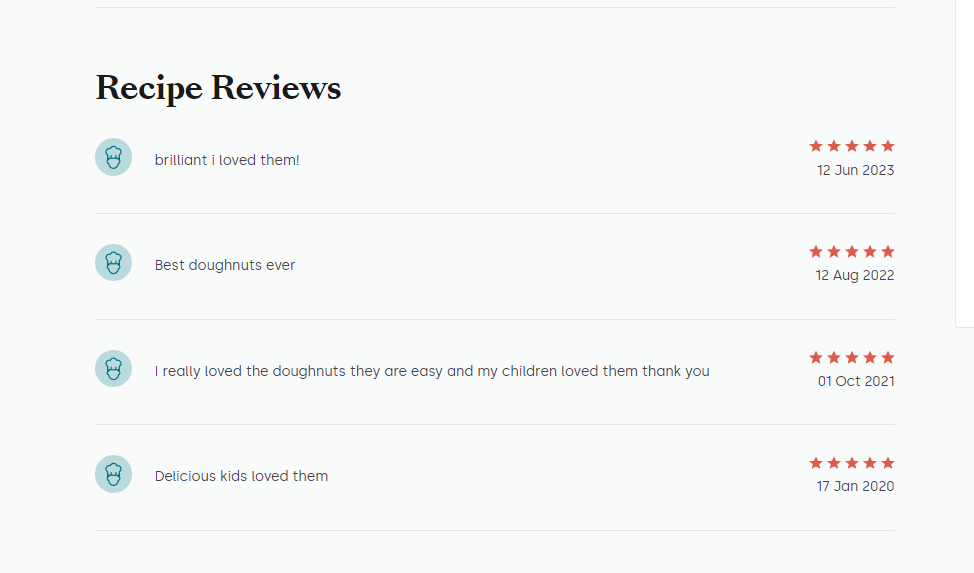 Recipe Reviews
brilliant i loved them!
12 Jun 2023
Best doughnuts ever
12 Aug 2022
I really loved the doughnuts they are easy and my children loved them thank you
01 Oct 2021
Delicious kids loved them
17 Jan 2020